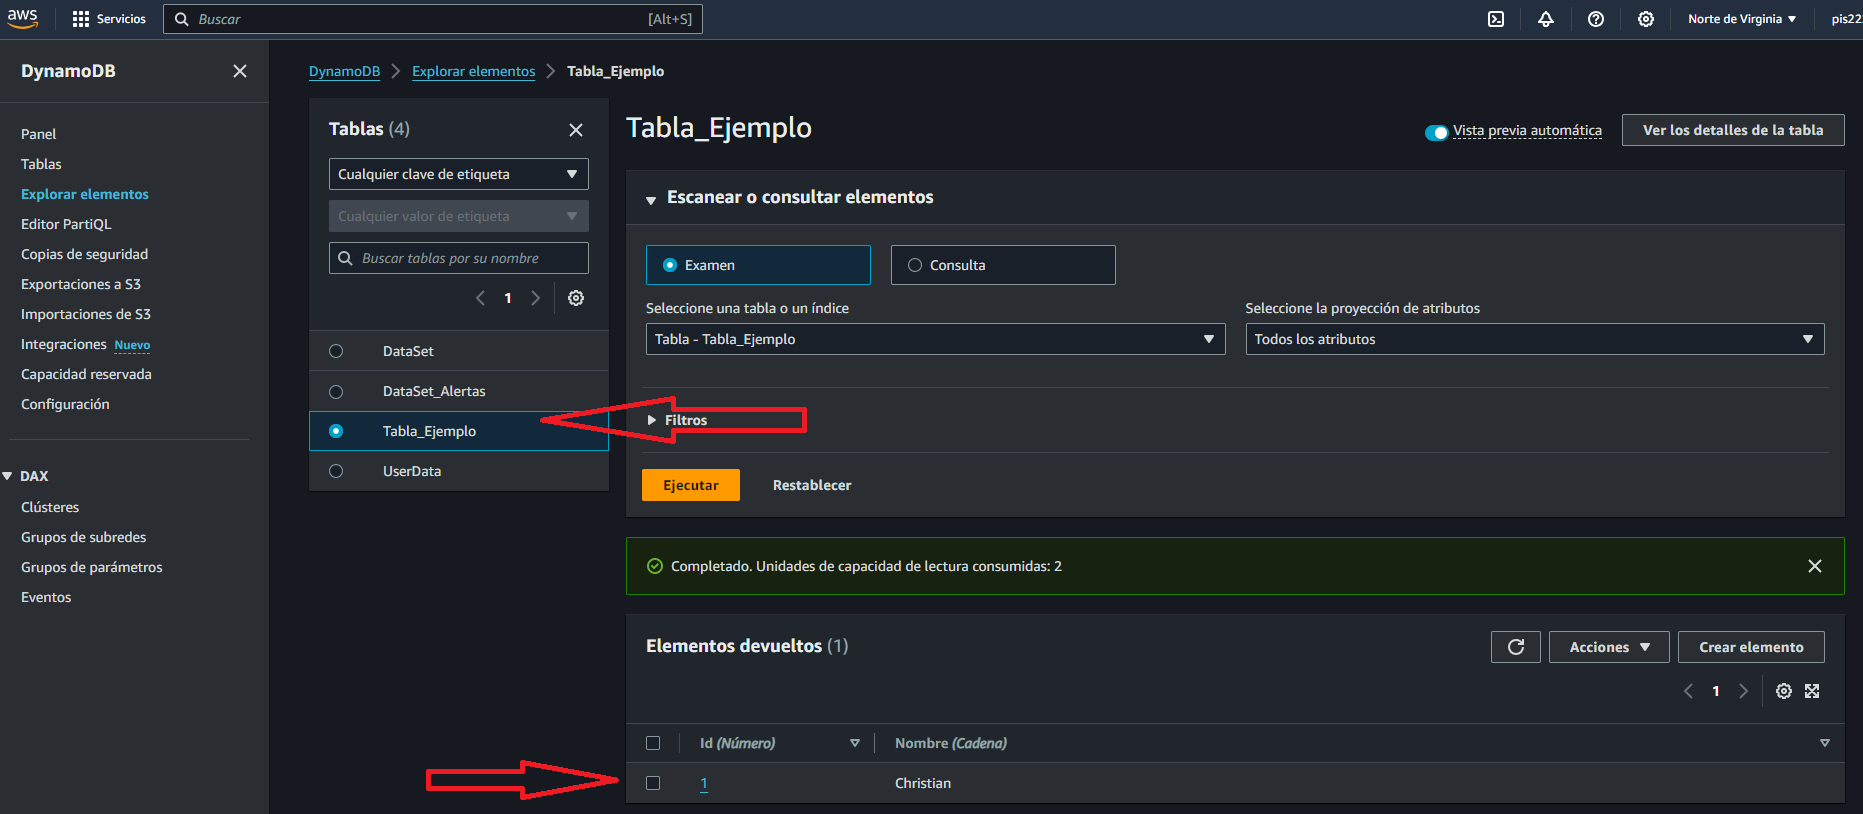 aws
Servicios
Buscar
[Alt+S]
Norte de Virginia
pis22
DynamoDB
Panel
Tablas
Explorar elementos
Editor PartiQL
Copias de seguridad
Exportaciones a S3
Importaciones de S3
Integraciones Nuevo
Capacidad reservada
Configuración
DAX
Clústeres
Grupos de subredes
Grupos de parámetros
Eventos
DynamoDB > Explorar elementos > Tabla_Ejemplo
Tablas (4)
Cualquier clave de etiqueta
Cualquier valor de etiqueta
Buscar tablas por su nombre
1
DataSet
DataSet_Alertas
Tabla_Ejemplo
UserData
Tabla_Ejemplo
Vista previa automática
Ver los detalles de la tabla
Escanear o consultar elementos
Examen
Consulta
Seleccione una tabla o un índice
Tabla - Tabla_Ejemplo
Seleccione la proyección de atributos
Todos los atributos
Filtros
Ejecutar
Restablecer
Completado. Unidades de capacidad de lectura consumidas: 2
Elementos devueltos (1)
Acciones
Crear elemento
1
Id (Número)
Nombre (Cadena)
1
Christian